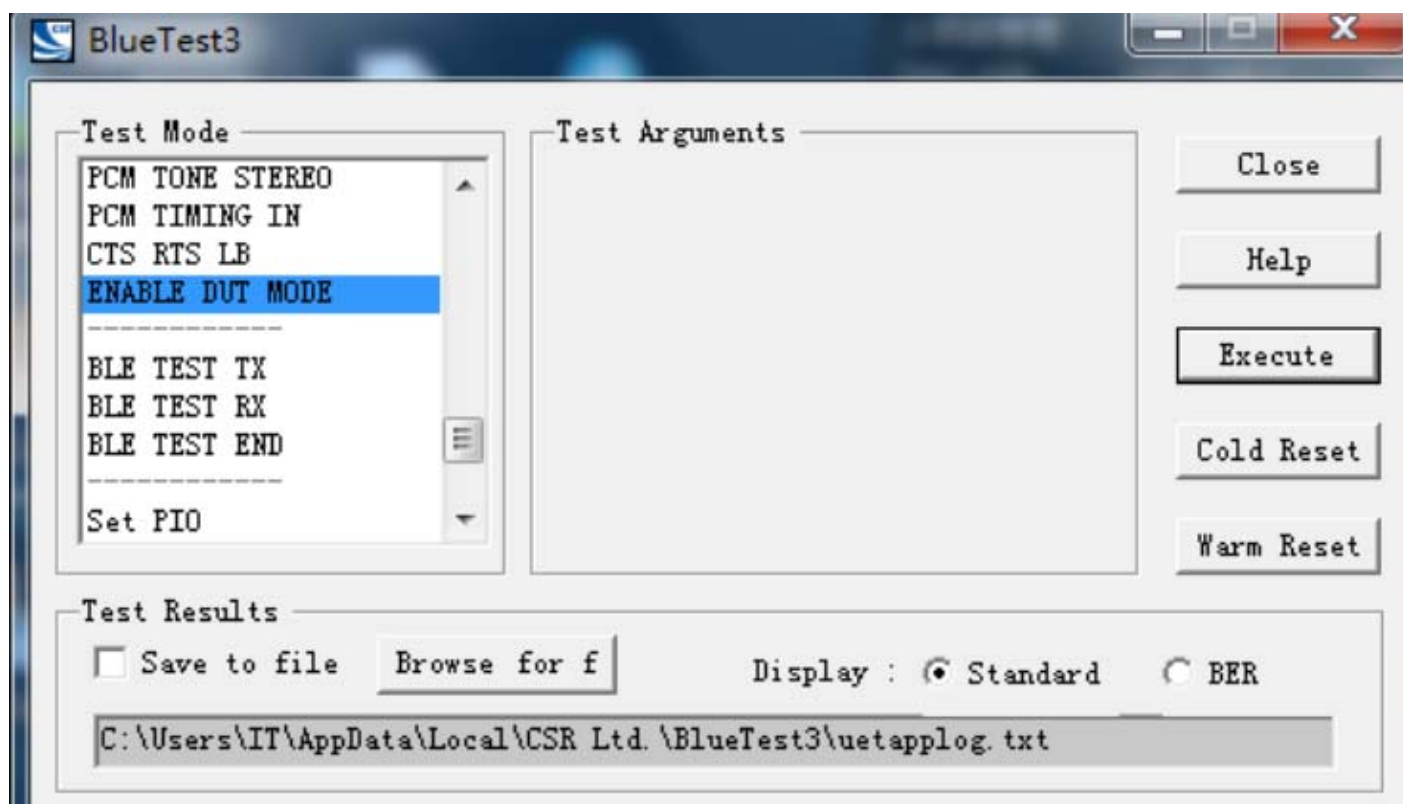 BlueTest3
Test Mode
PCM TONE STEREO
PCM TIMING IN
CTS RTS LB
ENABLE DUT MODE
------------
BLE TEST TX
BLE TEST RX
BLE TEST END
------------
Set PIO
Test Arguments
Close
Help
Execute
Cold Reset
Warm Reset
Test Results
Save to file
Browse for f
Display :
Standard
BER
C:\Users\IT\AppData\Local\CSR Ltd.\BlueTest3\uetapplog.txt